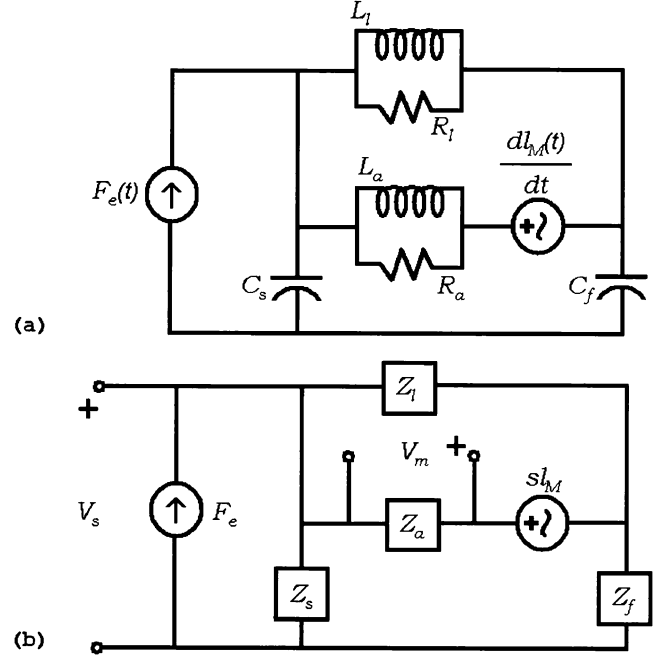 L_l
R_l
dl_M(t)
dt
F_e(t)
L_a
+
R_a
C_s
C_f
(a)
Z_l
+
V_m +
sl_M
V_s
F_e
Z_a
+
Z_s
Z_f
(b)